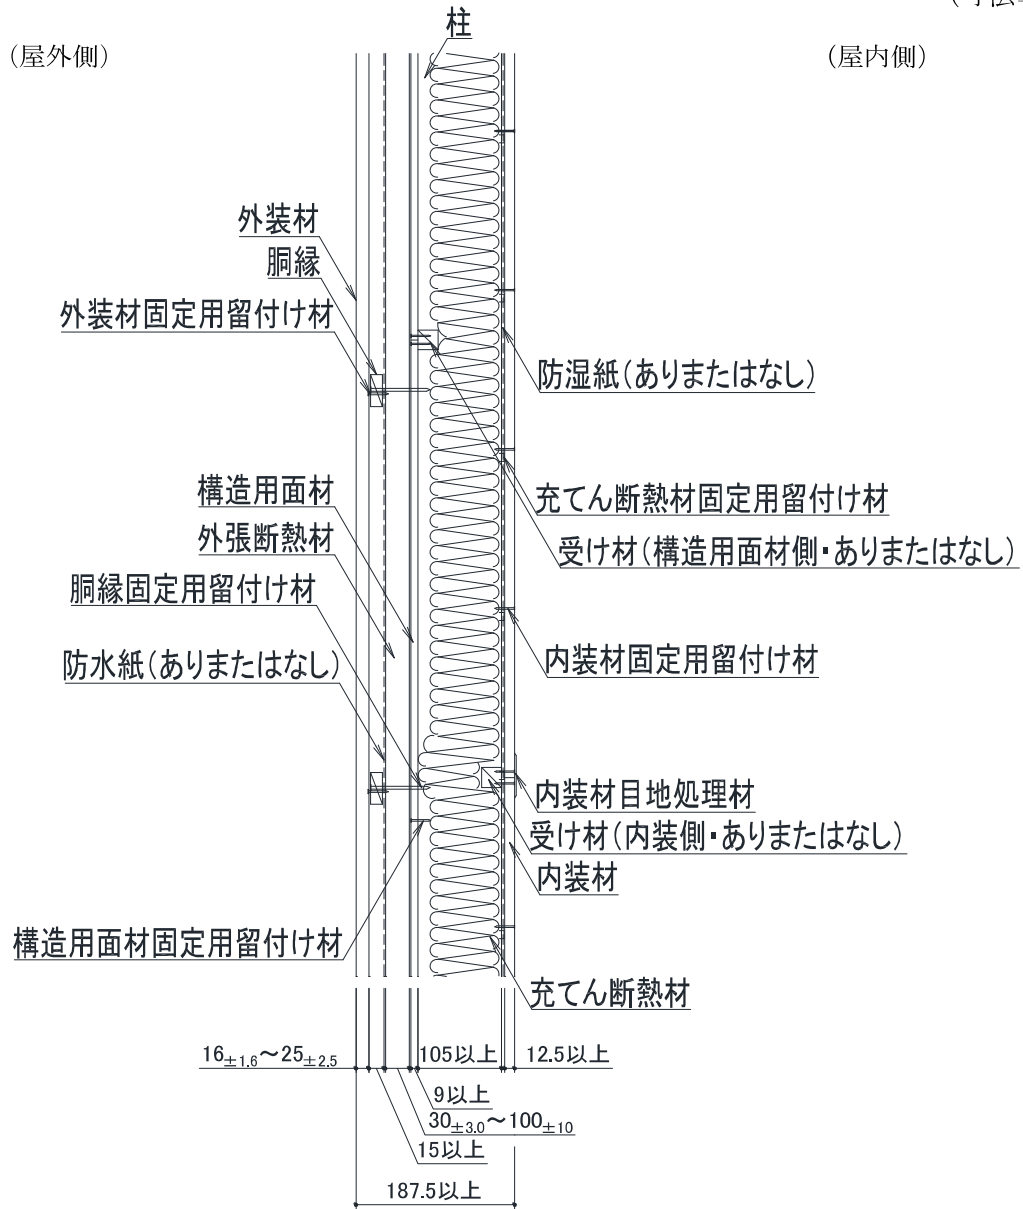 柱
(屋外側)
(屋内側)
外装材
胴縁
外装材固定用留付け材
防湿紙(ありまたはなし)
構造用面材
充てん断熱材固定用留付け材
外張断熱材
受け材(構造用面材側・ありまたはなし)
胴縁固定用留付け材
内装材固定用留付け材
防水紙(ありまたはなし)
内装材目地処理材
受け材(内装側・ありまたはなし)
内装材
構造用面材固定用留付け材
充てん断熱材
16±1.6～25±2.5
105以上
12.5以上
9以上
30±3.0～100±10
15以上
187.5以上